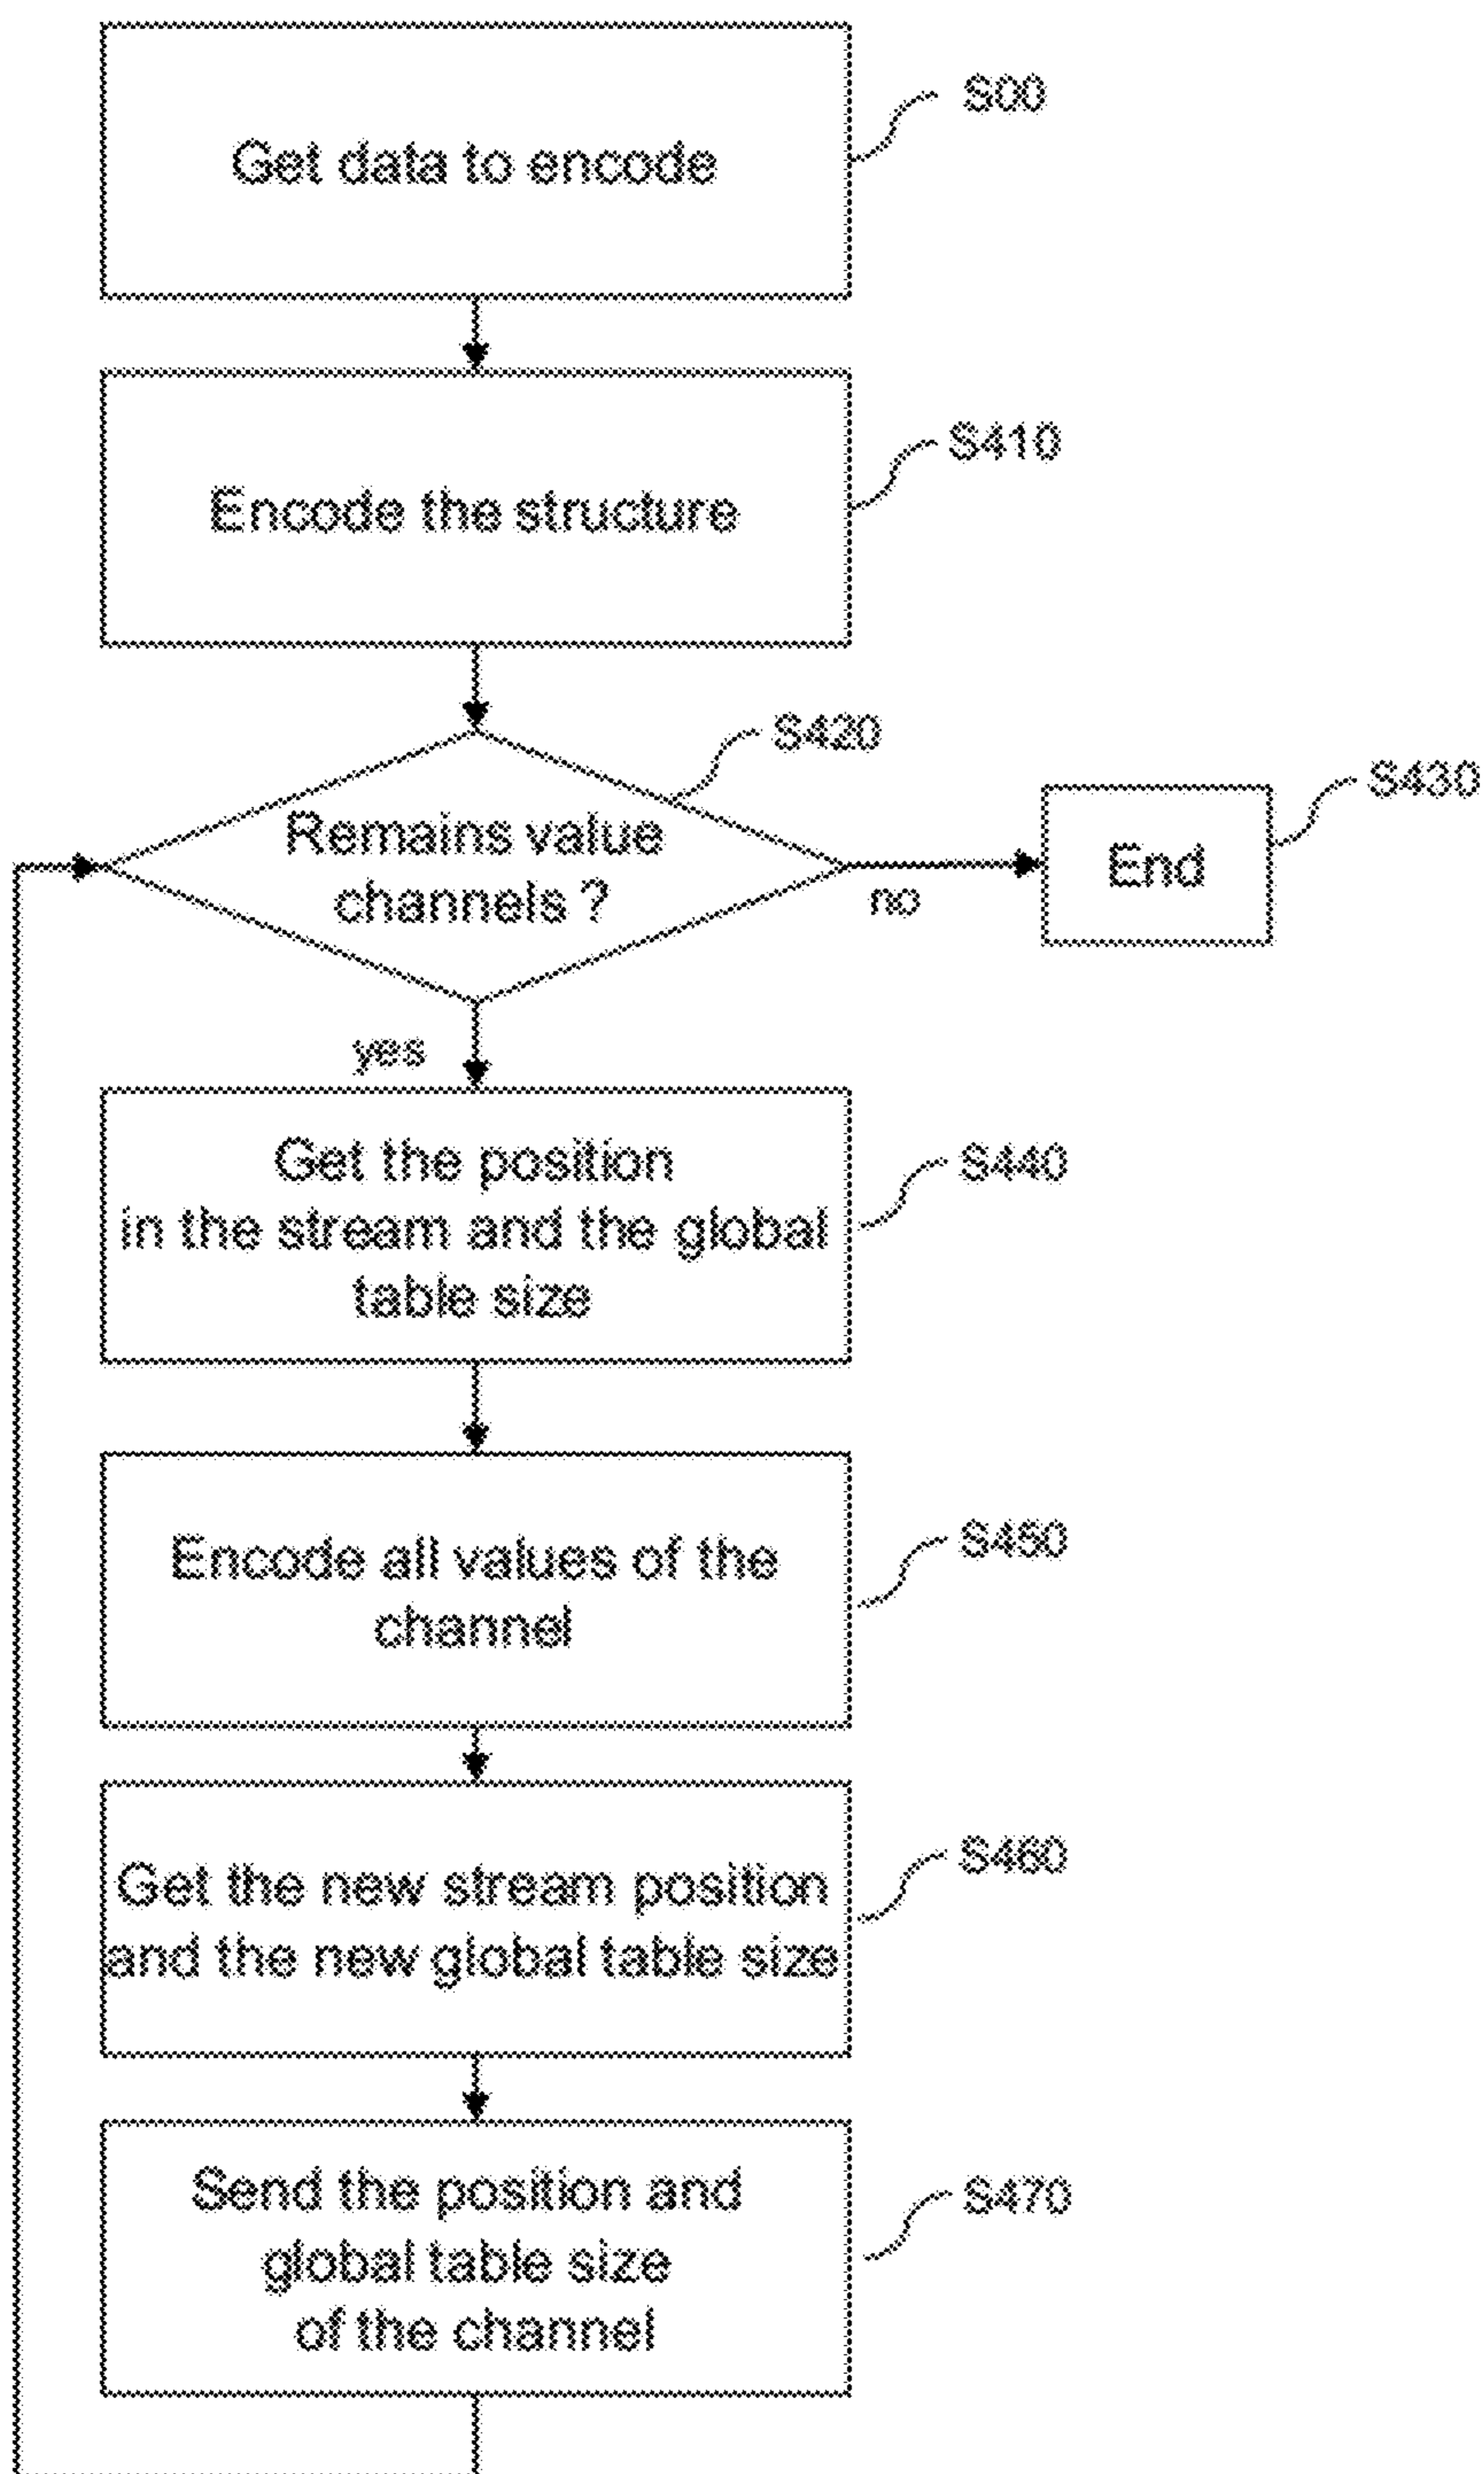 Get data to encode
S00
Encode the structure
S410
S420
Remains value
channels ?
no
End
S430
yes
Get the position
in the stream and the global
table size
S440
Encode all values of the
channel
S450
Get the new stream position
and the new global table size
S460
Send the position and
global table size
of the channel
S470